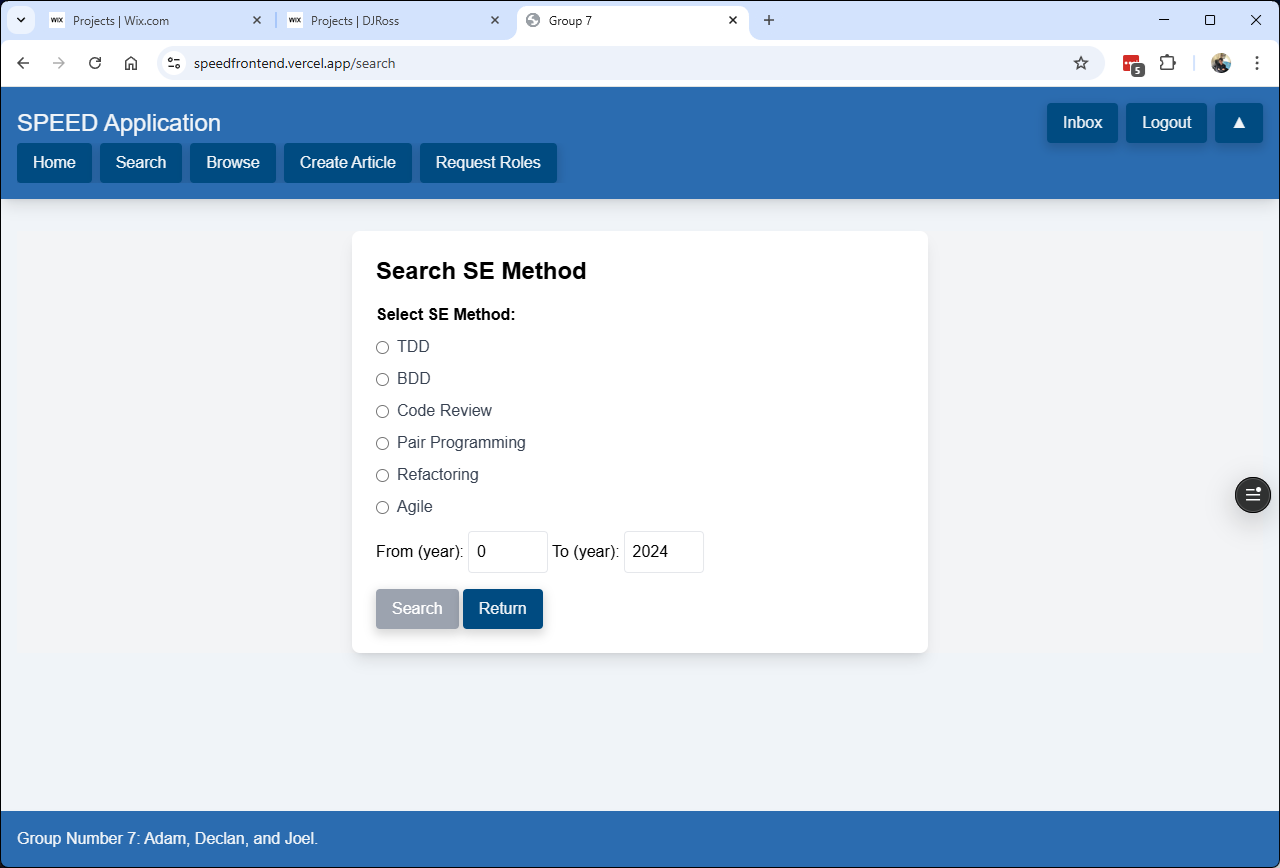 Projects | Wix.com
Projects | DJRoss
Group 7
speedfrontend.vercel.app/search
5
SPEED Application
Inbox
Logout
Home
Search
Browse
Create Article
Request Roles
Search SE Method
Select SE Method:
TDD
BDD
Code Review
Pair Programming
Refactoring
Agile
From (year): 0 To (year): 2024
Search
Return
Group Number 7: Adam, Declan, and Joel.